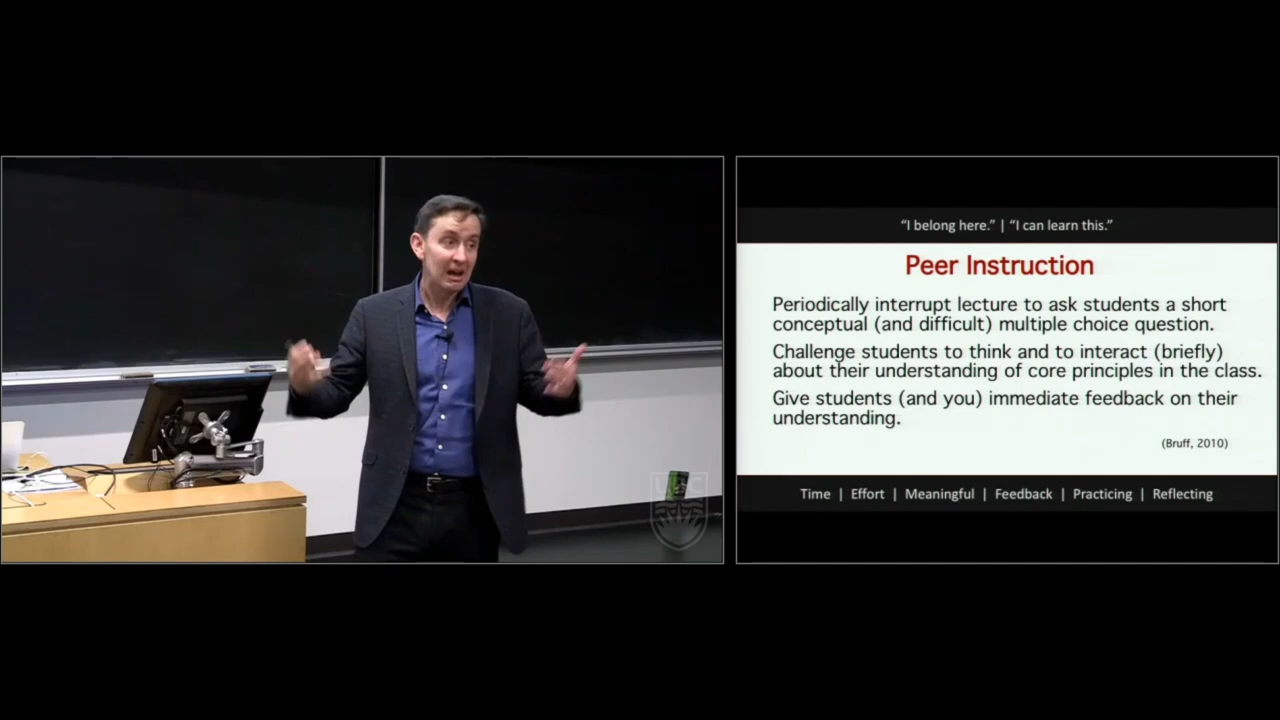 “I belong here.” | “I can learn this.”
Peer Instruction
Periodically interrupt lecture to ask students a short
conceptual (and difficult) multiple choice question.
Challenge students to think and to interact (briefly)
about their understanding of core principles in the class.
Give students (and you) immediate feedback on their
understanding.
(Bruff, 2010)
Time | Effort | Meaningful | Feedback | Practicing | Reflecting
UBC